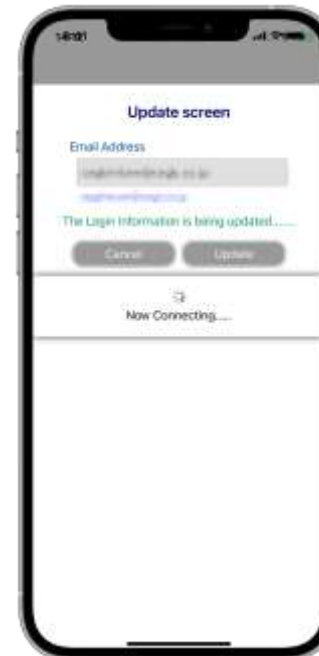 Update screen
Email Address
The Login Information is being updated......
Cancel
Update
Now Connecting.....